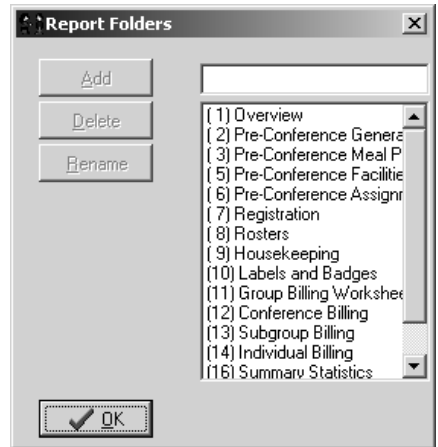 Report Folders
Add
Delete
Rename
( 1) Overview
( 2) Pre-Conference Genera
( 3) Pre-Conference Meal P
( 5) Pre-Conference Facilitie
( 6) Pre-Conference Assignr
( 7) Registration
( 8) Rosters
( 9) Housekeeping
(10) Labels and Badges
(11) Group Billing Workshee
(12) Conference Billing
(13) Subgroup Billing
(14) Individual Billing
(16) Summary Statistics
OK